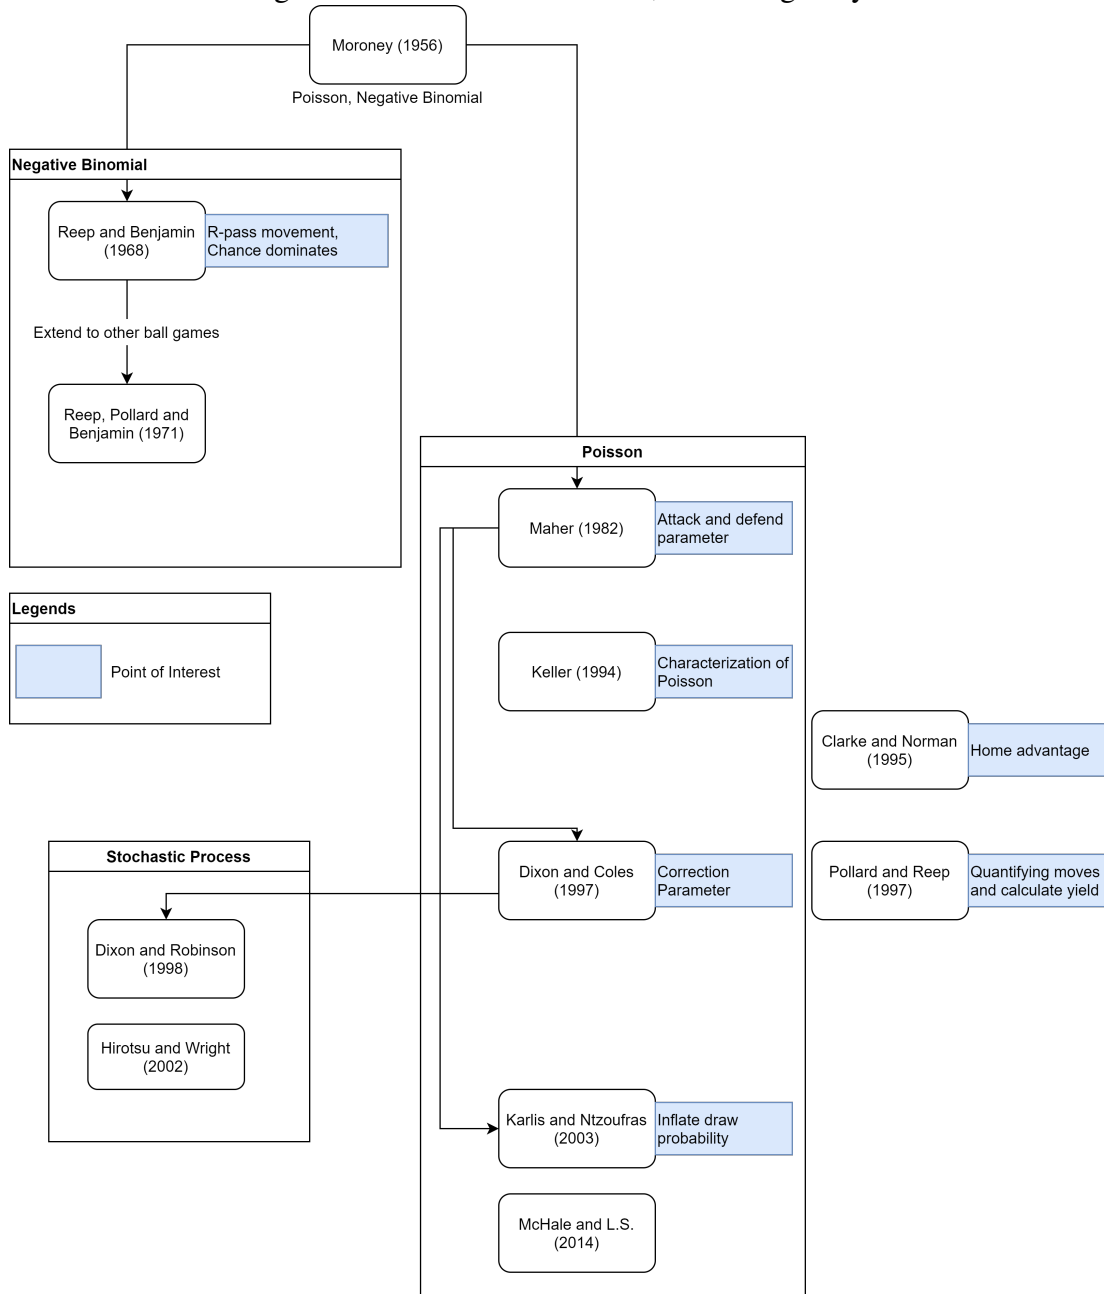 Moroney (1956)
Poisson, Negative Binomial
Negative Binomial
Reep and Benjamin
(1968)
R-pass movement,
Chance dominates
Extend to other ball games
Reep, Pollard and
Benjamin (1971)
Poisson
Maher (1982)
Attack and defend
parameter
Legends
Point of Interest
Keller (1994)
Characterization of
Poisson
Clarke and Norman
(1995)
Home advantage
Stochastic Process
Dixon and Coles
(1997)
Correction
Parameter
Pollard and Reep
(1997)
Quantifying moves
and calculate yield
Dixon and Robinson
(1998)
Hirotsu and Wright
(2002)
Karlis and Ntzoufras
(2003)
Inflate draw
probability
McHale and L.S.
(2014)